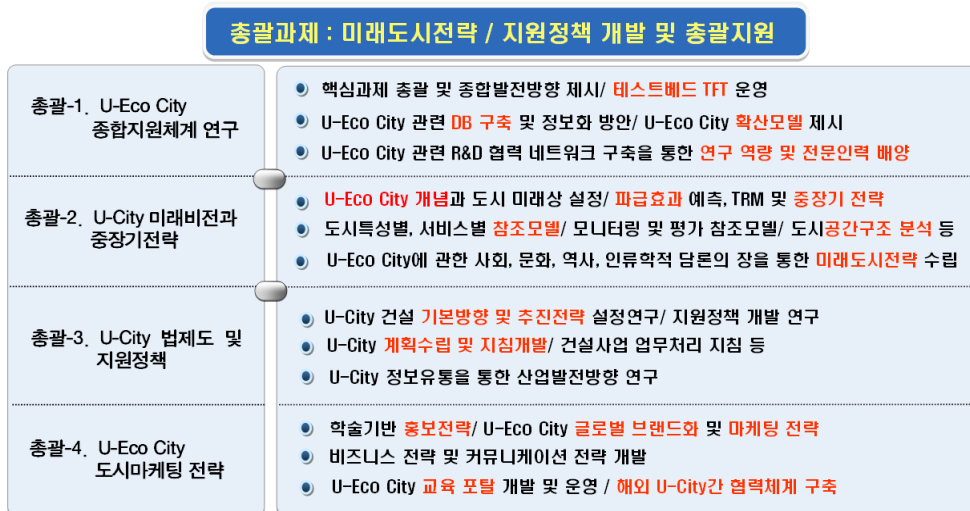 총괄과제 : 미래도시전략 / 지원정책 개발 및 총괄지원
총괄-1. U-Eco City
종합지원체계 연구
핵심과제 총괄 및 종합발전방향 제시/ 테스트베드 TFT 운영
U-Eco City 관련 DB 구축 및 정보화 방안/ U-Eco City 확산모델 제시
U-Eco City 관련 R&D 협력 네트워크 구축을 통한 연구 역량 및 전문인력 배양
총괄-2. U-City 미래비전과
중장기전략
U-Eco City 개념과 도시 미래상 설정/ 파급효과 예측, TRM 및 중장기 전략
도시특성별, 서비스별 참조모델/ 모니터링 및 평가 참조모델/ 도시공간구조 분석 등
U-Eco City에 관한 사회, 문화, 역사, 인류학적 담론의 장을 통한 미래도시전략 수립
총괄-3. U-City 법제도 및
지원정책
U-City 건설 기본방향 및 추진전략 설정연구/ 지원정책 개발 연구
U-City 계획수립 및 지침개발/ 건설사업 업무처리 지침 등
U-City 정보유통을 통한 산업발전방향 연구
총괄-4. U-Eco City
도시마케팅 전략
학술기반 홍보전략/ U-Eco City 글로벌 브랜드화 및 마케팅 전략
비즈니스 전략 및 커뮤니케이션 전략 개발
U-Eco City 교육 포탈 개발 및 운영 / 해외 U-City간 협력체계 구축